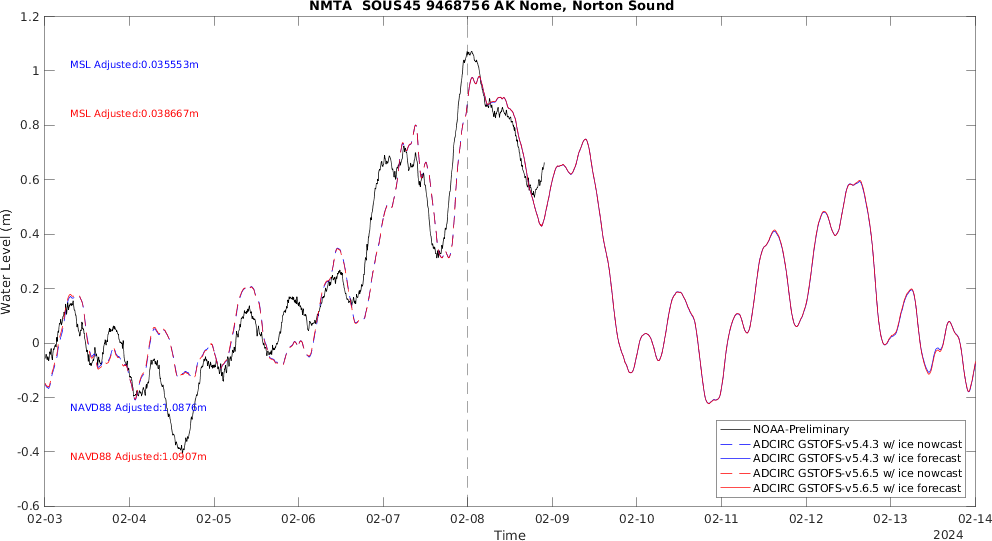 NMTA SOUS45 9468756 AK Nome, Norton Sound
1.2
1
0.8
0.6
0.4
0.2
0
-0.2
-0.4
-0.6
Water Level (m)
MSL Adjusted:0.035553m
MSL Adjusted:0.038667m
NAVD88 Adjusted:1.0876m
NAVD88 Adjusted:1.0907m
NOAA-Preliminary
ADCIRC GSTOFS-v5.4.3 w/ ice nowcast
ADCIRC GSTOFS-v5.4.3 w/ ice forecast
ADCIRC GSTOFS-v5.6.5 w/ ice nowcast
ADCIRC GSTOFS-v5.6.5 w/ ice forecast
02-03 02-04 02-05 02-06 02-07 02-08 02-09 02-10 02-11 02-12 02-13 02-14
Time
2024